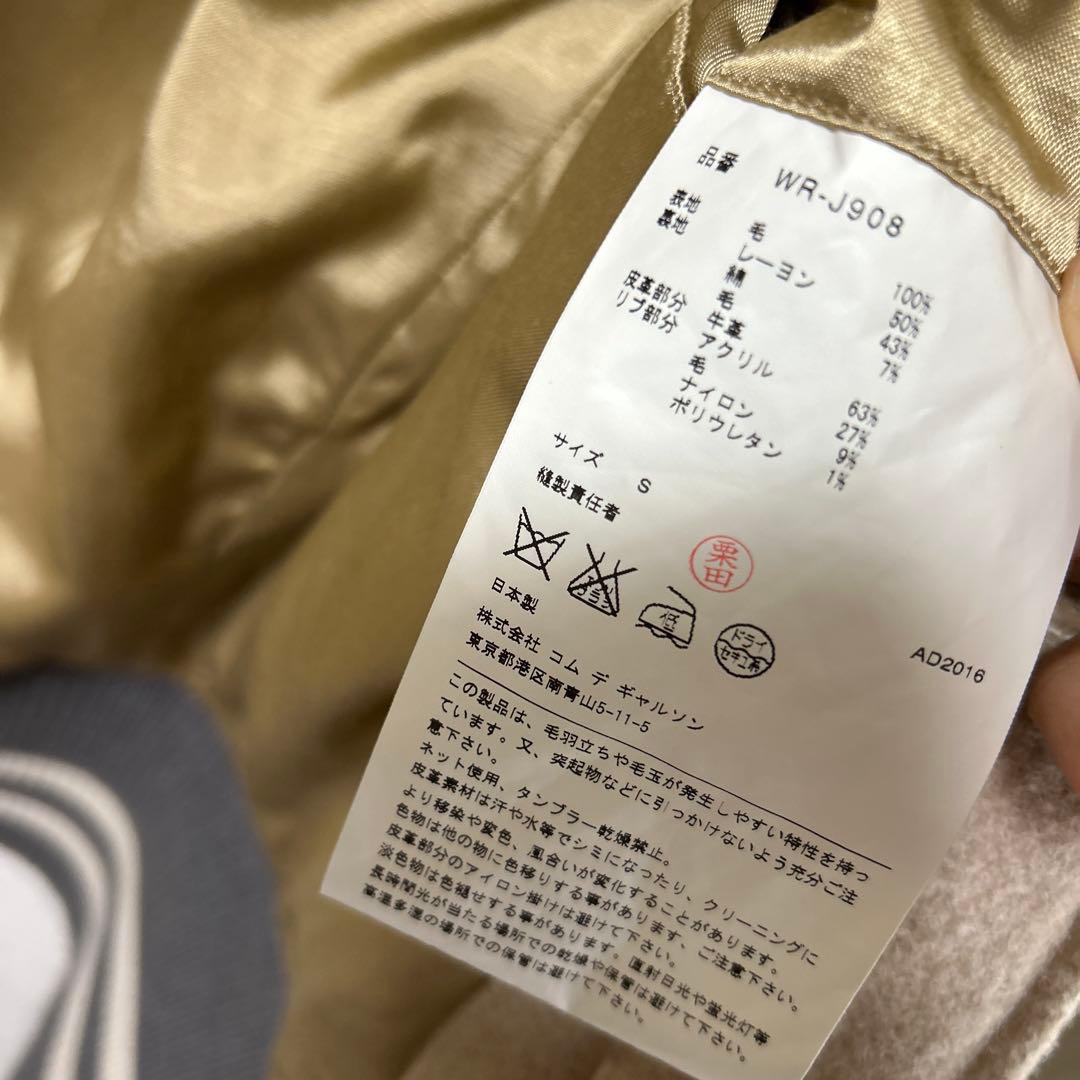 品番 WR-J908
表地 毛 100%
裏地 レーヨン 50%
綿 43%
毛 7%
皮革部分 牛革
リブ部分 アクリル 63%
毛 27%
ナイロン 9%
ポリウレタン 1%
サイズ S
縫製責任者
栗田
エンソ
サラシ
低
ドライ
セキユ系
AD2016
日本製
株式会社 コム デ ギャルソン
東京都港区南青山5-11-5
この製品は、毛羽立ちや毛玉が発生しやすい特性を持っ
ています。又、突起物などに引っかけないよう充分ご注
意下さい。
ネット使用、タンブラー乾燥禁止。
皮革素材は汗や水等でシミになったり、クリーニングに
より移染や変色、風合いが変化することがあります。
色物は他の物に色移りする事があります、ご注意下さい。
皮革部分のアイロン掛けは避けて下さい。
淡色物は色褪せする事があります。直射日光や蛍光灯等
長時間光が当たる場所での乾燥や保管は避けて下さい。
高温多湿の場所での保管は避けて下さい。